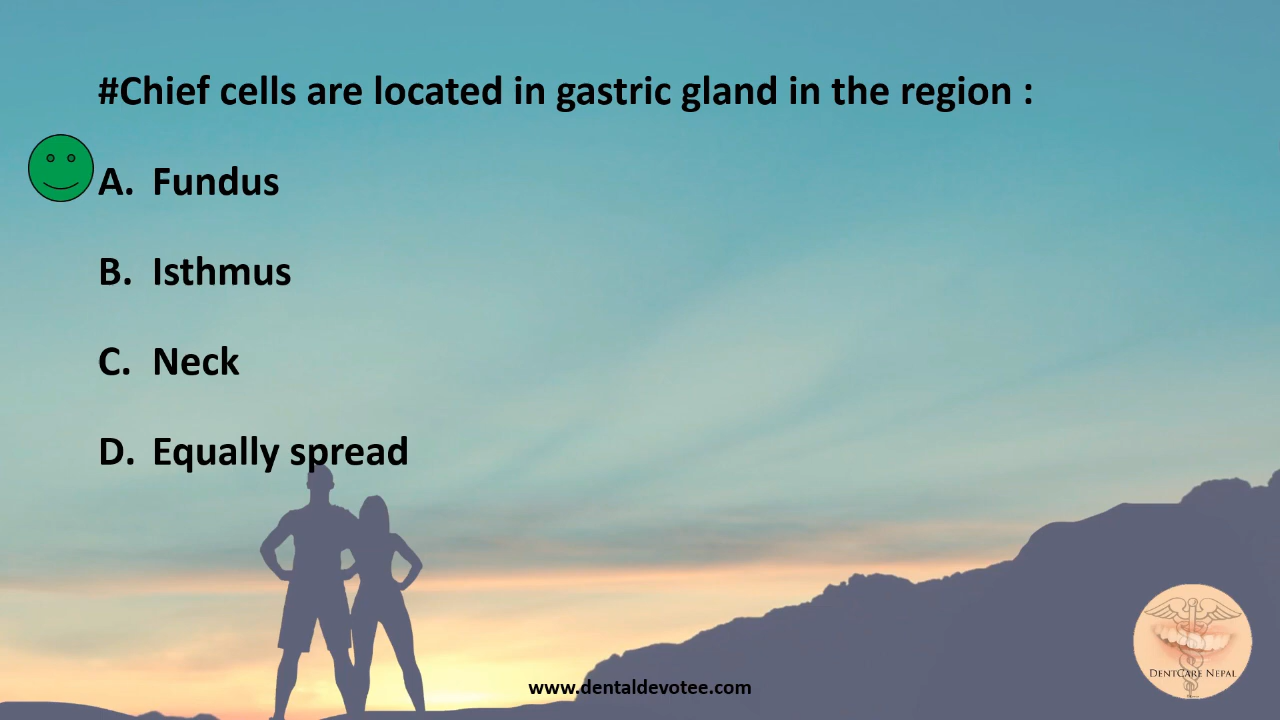 #Chief cells are located in gastric gland in the region :
A. Fundus
B. Isthmus
C. Neck
D. Equally spread
www.dentaldevotee.com
DentCare Nepal